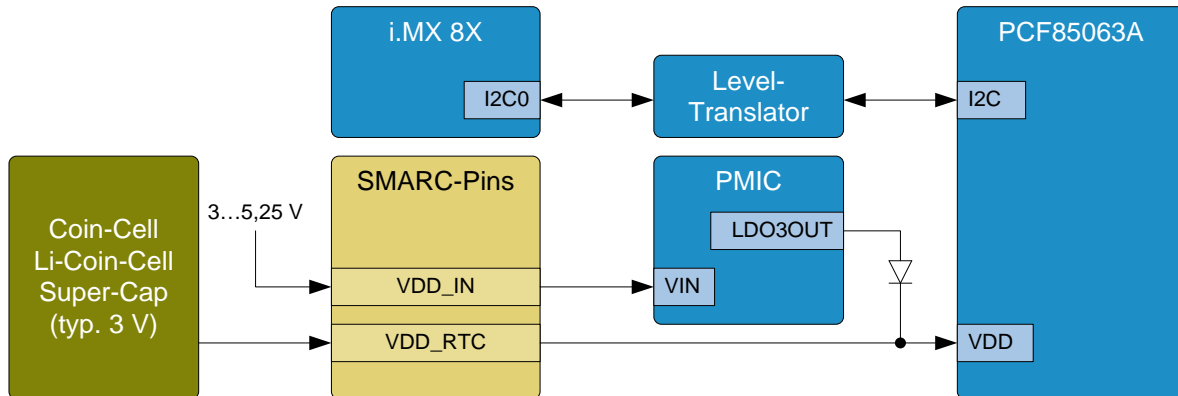 i.MX 8X
PCF85063A
I2C0
Level-
Translator
I2C
SMARC-Pins
PMIC
Coin-Cell
Li-Coin-Cell
Super-Cap
(typ. 3 V)
3…5,25 V
LDO3OUT
VDD_IN
VIN
VDD_RTC
VDD